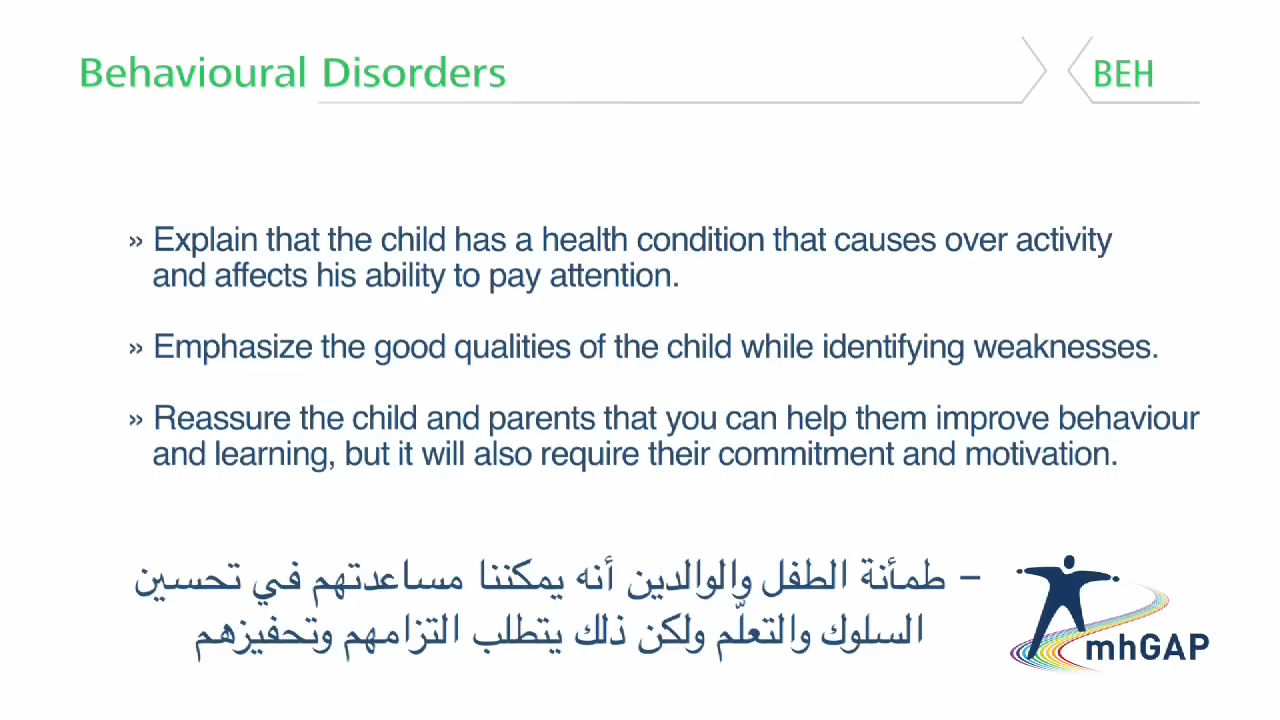 Behavioural Disorders
BEH
» Explain that the child has a health condition that causes over activity
and affects his ability to pay attention.
» Emphasize the good qualities of the child while identifying weaknesses.
» Reassure the child and parents that you can help them improve behaviour
and learning, but it will also require their commitment and motivation.
– طمأنة الطفل والوالدين أنه يمكننا مساعدتهم في تحسين
السلوك والتعلّم ولكن ذلك يتطلب التزامهم وتحفيزهم
mhGAP